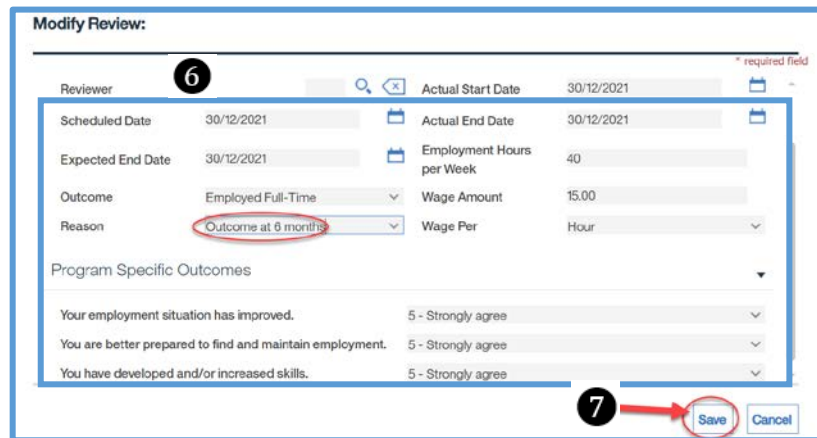 Modify Review:
* required field
6
Reviewer Actual Start Date 30/12/2021
Scheduled Date 30/12/2021 Actual End Date 30/12/2021
Expected End Date 30/12/2021 Employment Hours per Week 40
Outcome Employed Full-Time Wage Amount 15.00
Reason Outcome at 6 months Wage Per Hour
Program Specific Outcomes
Your employment situation has improved. 5 - Strongly agree
You are better prepared to find and maintain employment. 5 - Strongly agree
You have developed and/or increased skills. 5 - Strongly agree
7
Save Cancel